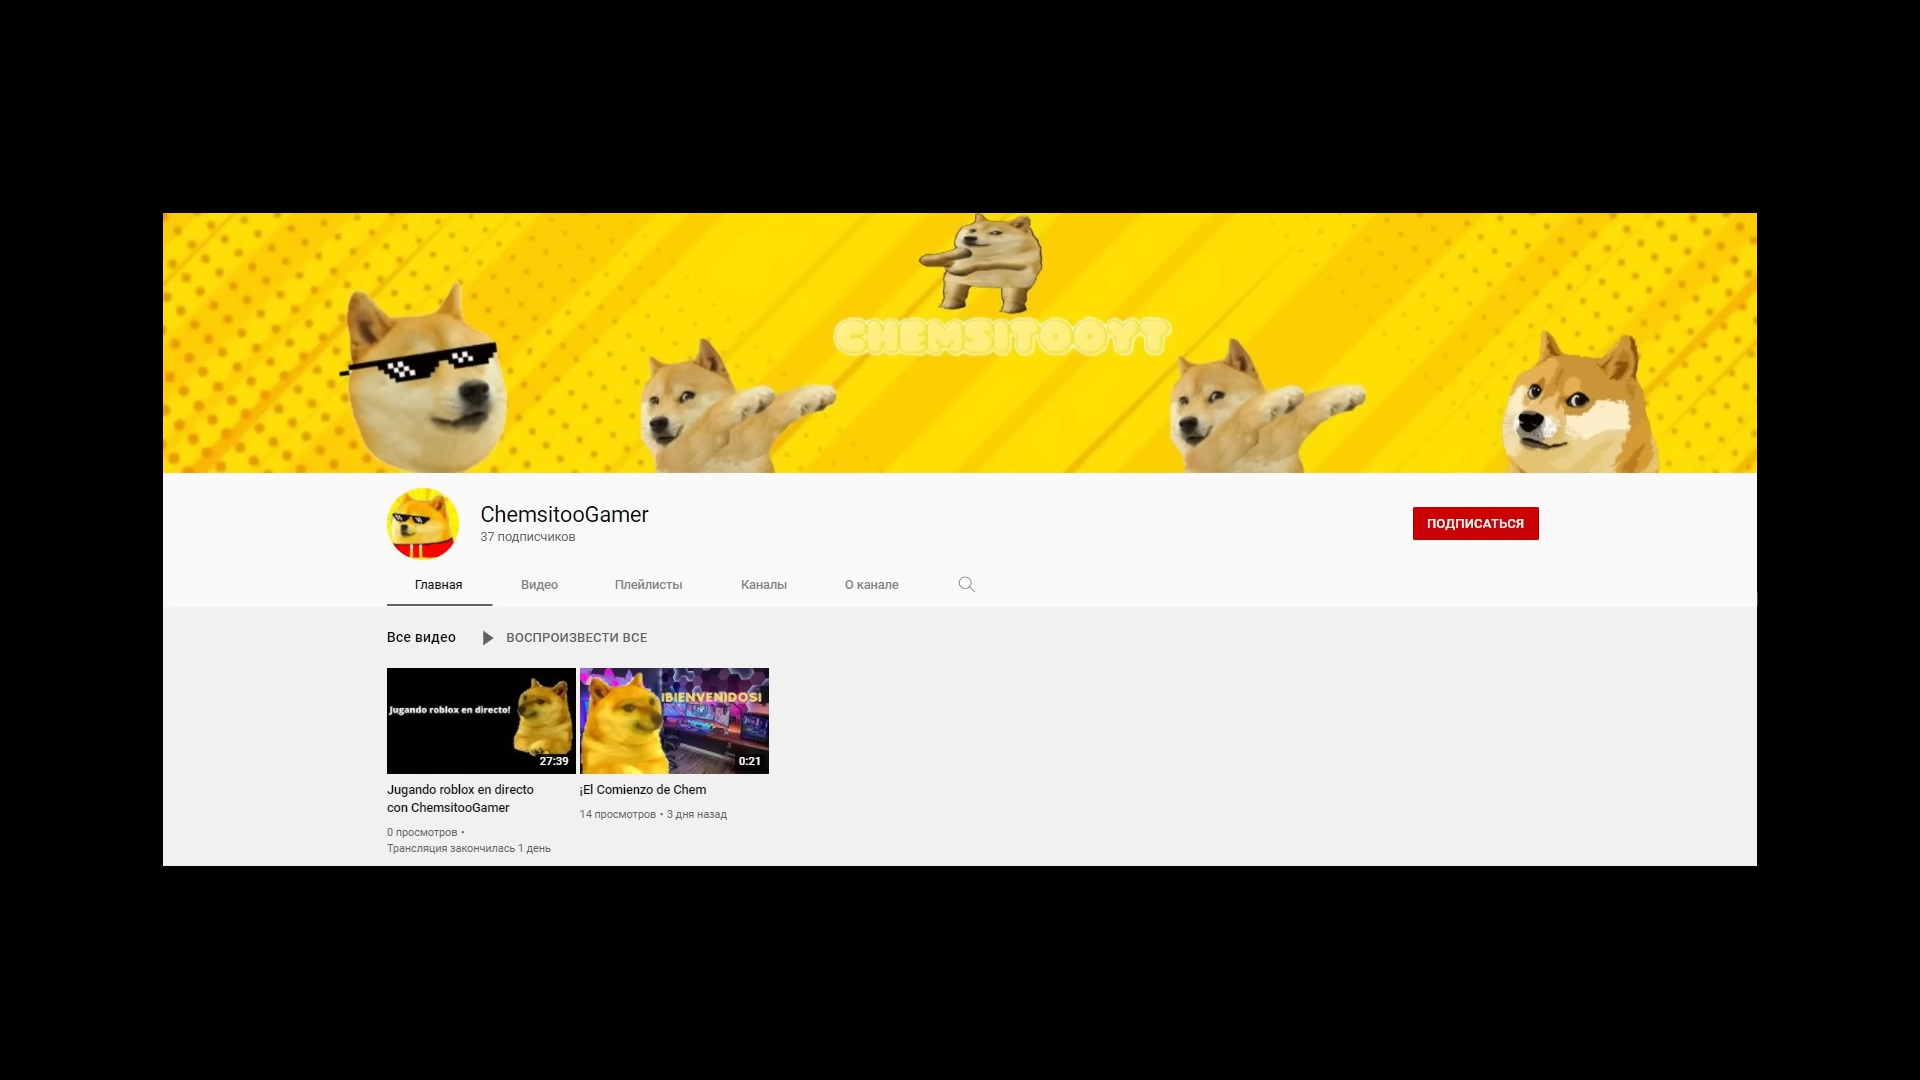 CHEMSITOOYT
ChemsitooGamer
37 подписчиков
ПОДПИСАТЬСЯ
Главная Видео Плейлисты Каналы О канале
Все видео ВОСПРОИЗВЕСТИ ВСЕ
Jugando roblox en directo!
27:39
¡BIENVENIDOS!
0:21
Jugando roblox en directo
con ChemsitooGamer
0 просмотров •
Трансляция закончилась 1 день
¡El Comienzo de Chem
14 просмотров • 3 дня назад